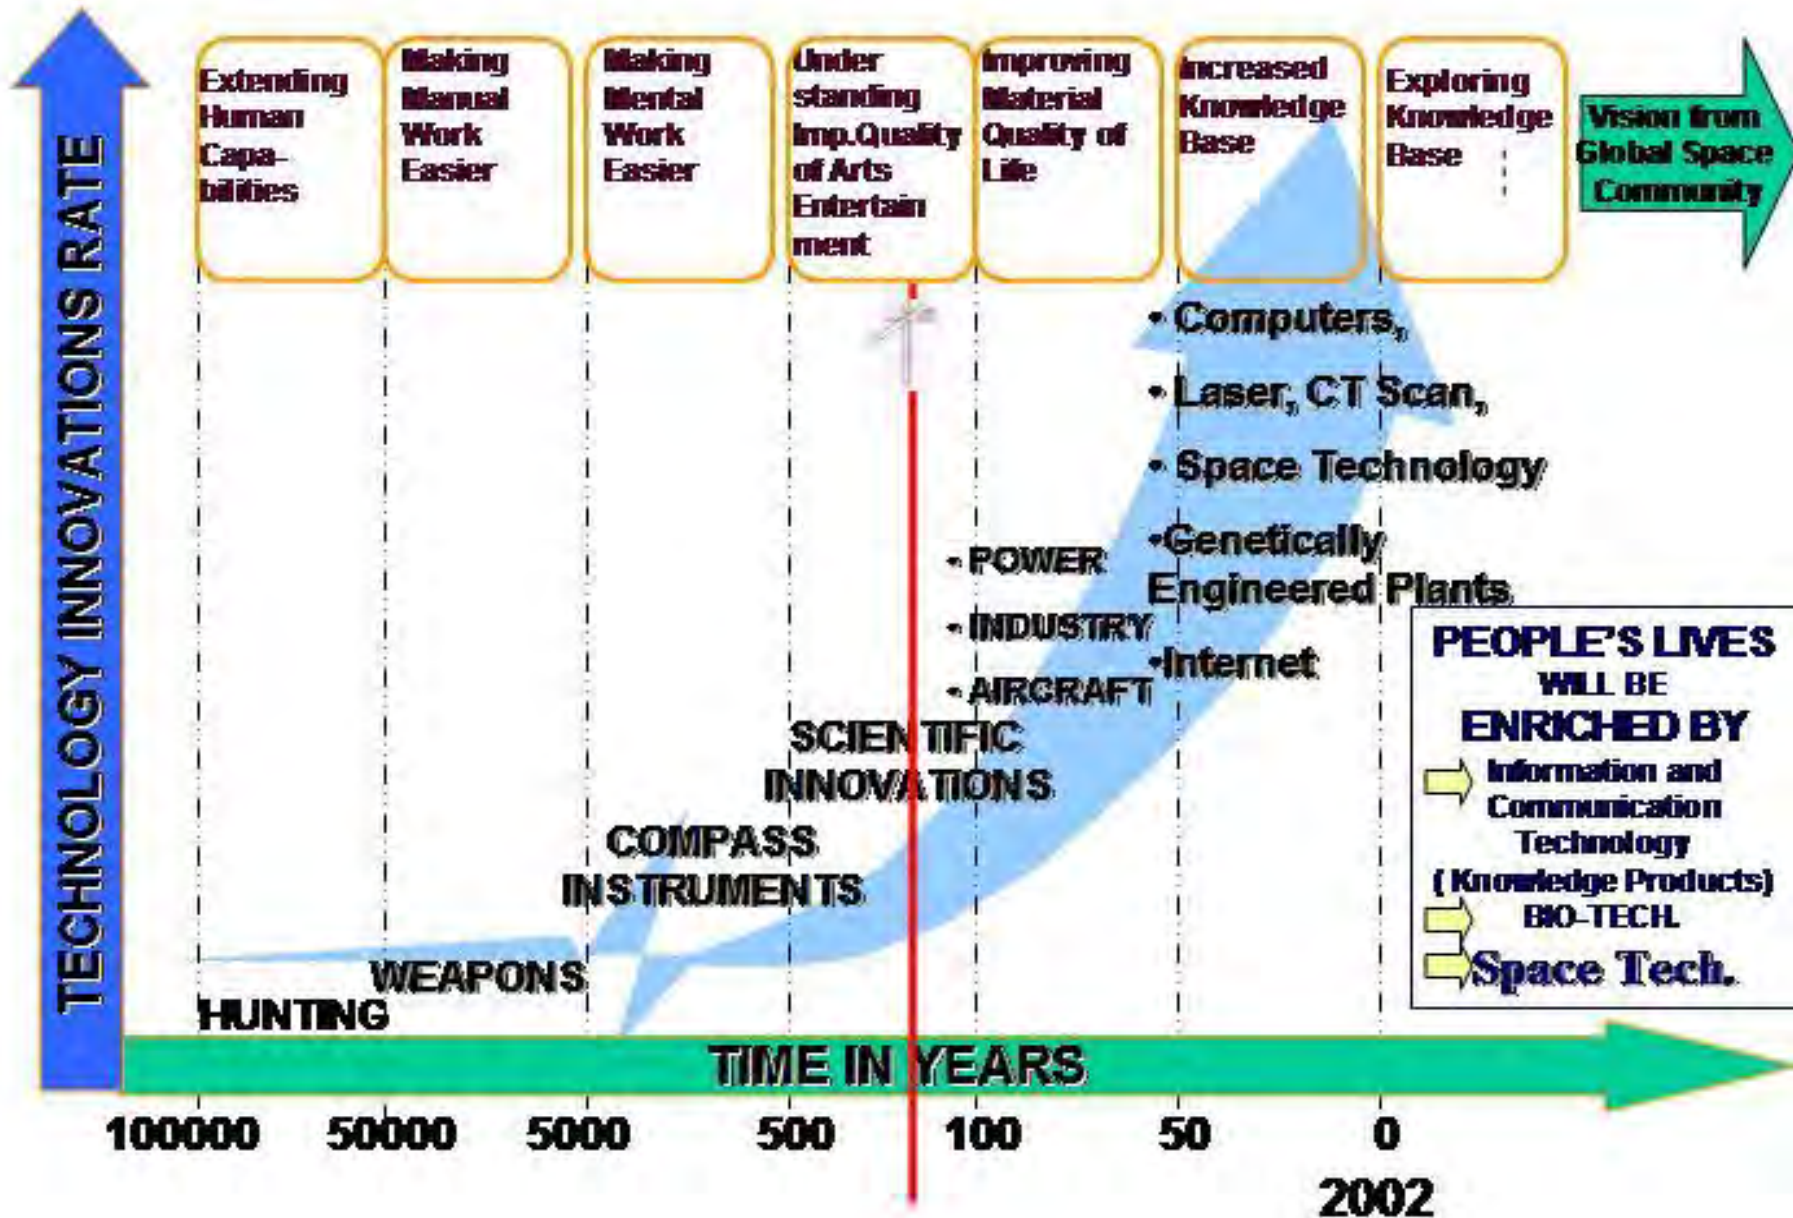 TECHNOLOGY INNOVATIONS RATE
Extending
Human
Capa-
bilities
Making
Manual
Work
Easier
Making
Mental
Work
Easier
Under
standing
Imp.Quality
of Arts
Entertain
ment
Improving
Material
Quality of
Life
Increased
Knowledge
Base
Exploring
Knowledge
Base
Vision from
Global Space
Community
• Computers,
• Laser, CT Scan,
• Space Technology
•Genetically
Engineered Plants
•Internet
• POWER
• INDUSTRY
• AIRCRAFT
SCIENTIFIC
INNOVATIONS
COMPASS
INSTRUMENTS
WEAPONS
HUNTING
PEOPLE'S LIVES
WILL BE
ENRICHED BY
Information and
Communication
Technology
( Knowledge Products)
BIO-TECH.
Space Tech.
TIME IN YEARS
100000 50000 5000 500 100 50 0
2002